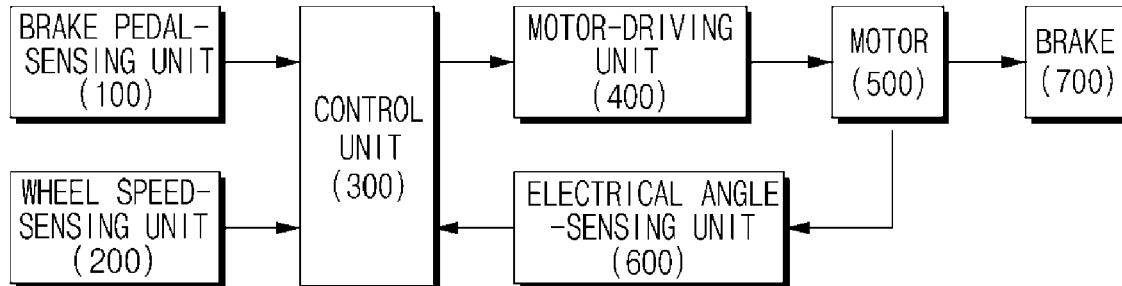 BRAKE PEDAL-
SENSING UNIT
(100)
WHEEL SPEED-
SENSING UNIT
(200)
CONTROL
UNIT
(300)
MOTOR-DRIVING
UNIT
(400)
ELECTRICAL ANGLE
-SENSING UNIT
(600)
MOTOR
(500)
BRAKE
(700)